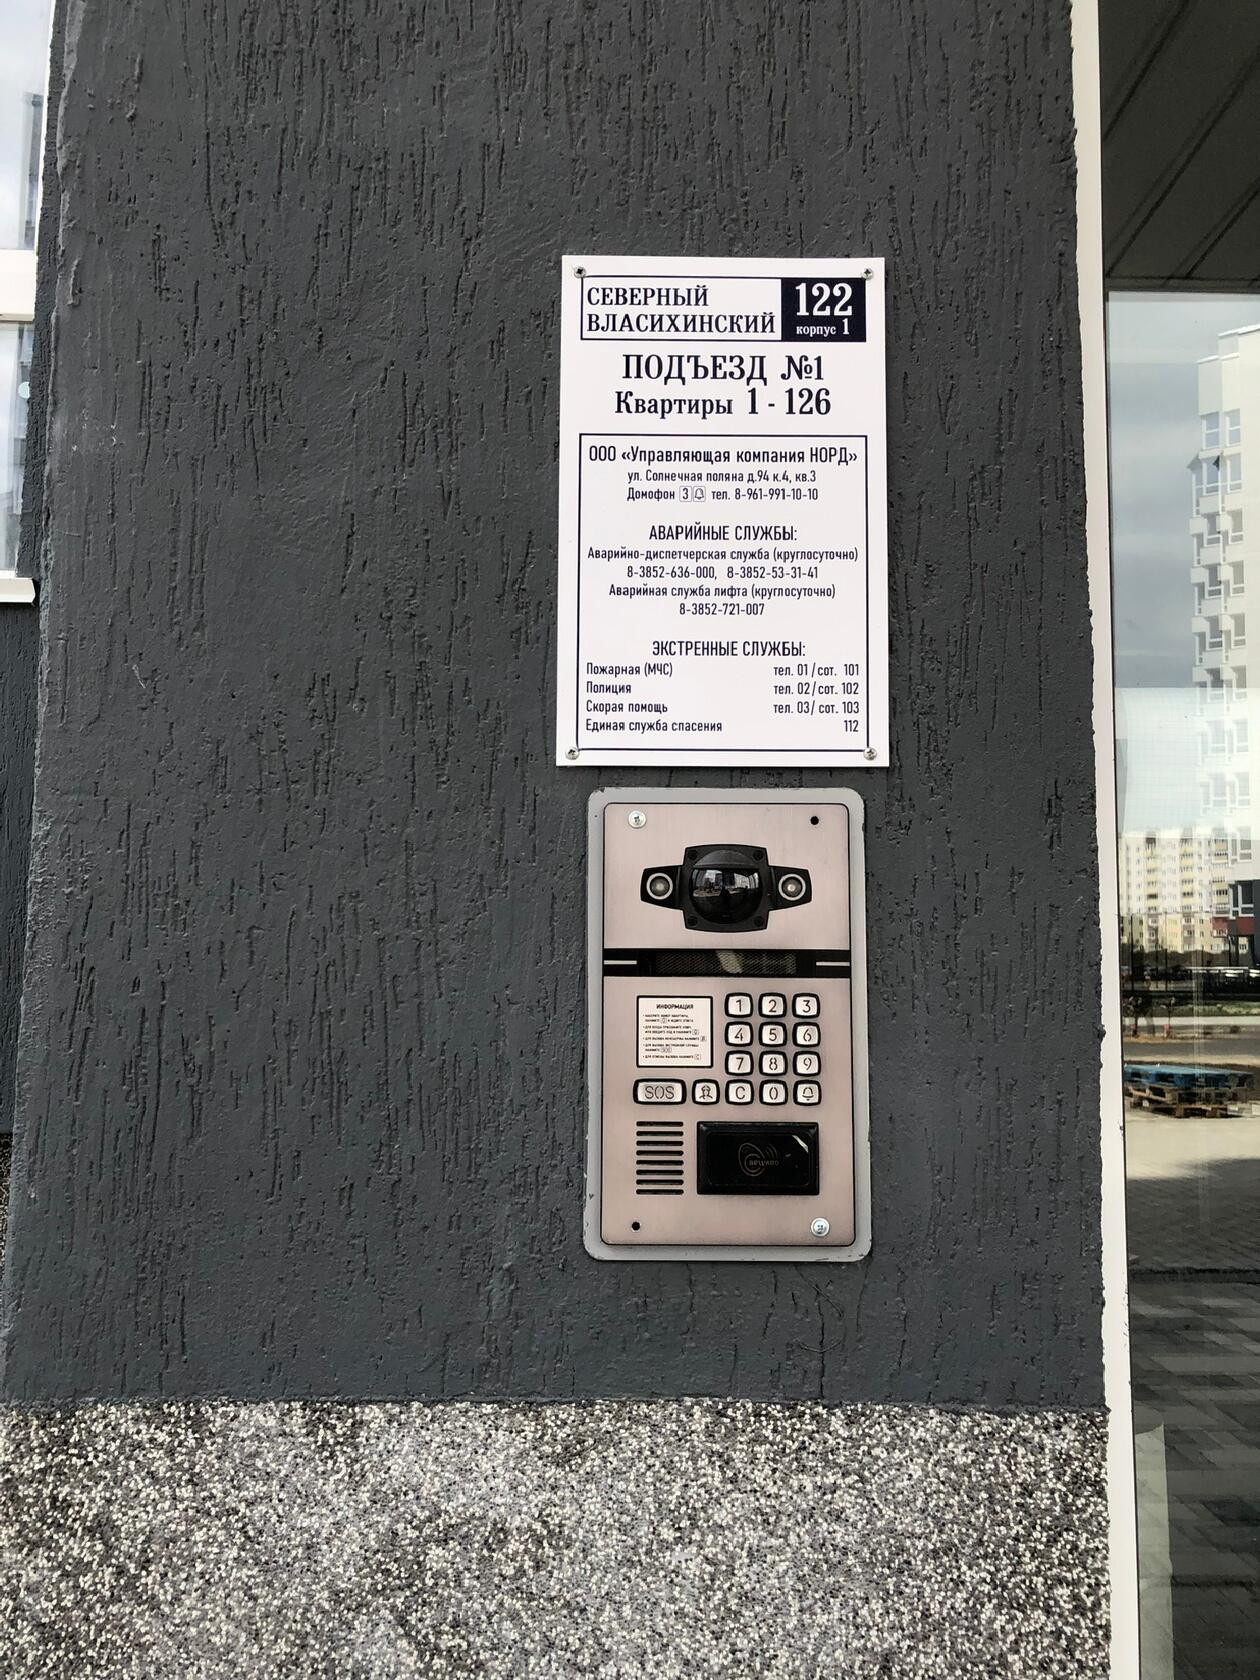 СЕВЕРНЫЙ
ВЛАСИХИНСКИЙ
122
корпус 1
ПОДЪЕЗД №1
Квартиры 1 - 126
ООО «Управляющая компания НОРД»
ул. Солнечная поляна д.94 к.4, кв.3
Домофон 3 тел. 8-961-991-10-10
АВАРИЙНЫЕ СЛУЖБЫ:
Аварийно-диспетчерская служба (круглосуточно)
8-3852-636-000, 8-3852-53-31-41
Аварийная служба лифта (круглосуточно)
8-3852-721-007
ЭКСТРЕННЫЕ СЛУЖБЫ:
Пожарная (МЧС) тел. 01 / сот. 101
Полиция тел. 02 / сот. 102
Скорая помощь тел. 03/ сот. 103
Единая служба спасения 112
ИНФОРМАЦИЯ
1 2 3
4 5 6
7 8 9
SOS C 0